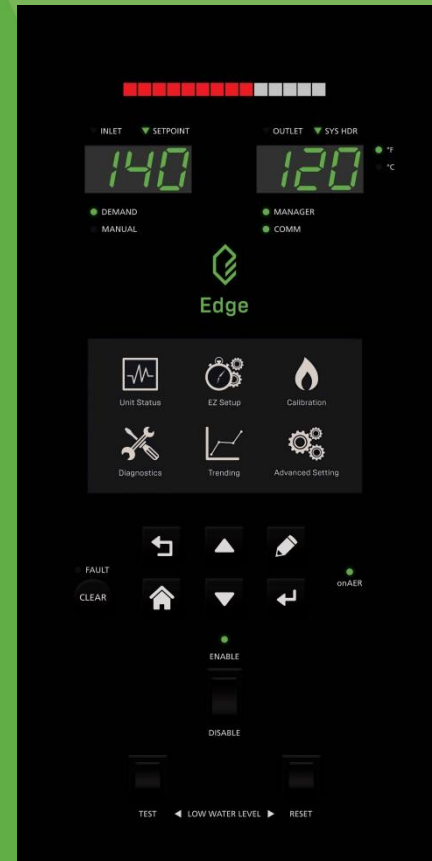 INLET ▼ SETPOINT OUTLET ▼ SYS HDR
140 120 °F
°C
DEMAND MANAGER
MANUAL COMM
Edge
Unit Status EZ Setup Calibration
Diagnostics Trending Advanced Setting
FAULT
CLEAR
onAER
ENABLE
DISABLE
TEST ◀ LOW WATER LEVEL ▶ RESET